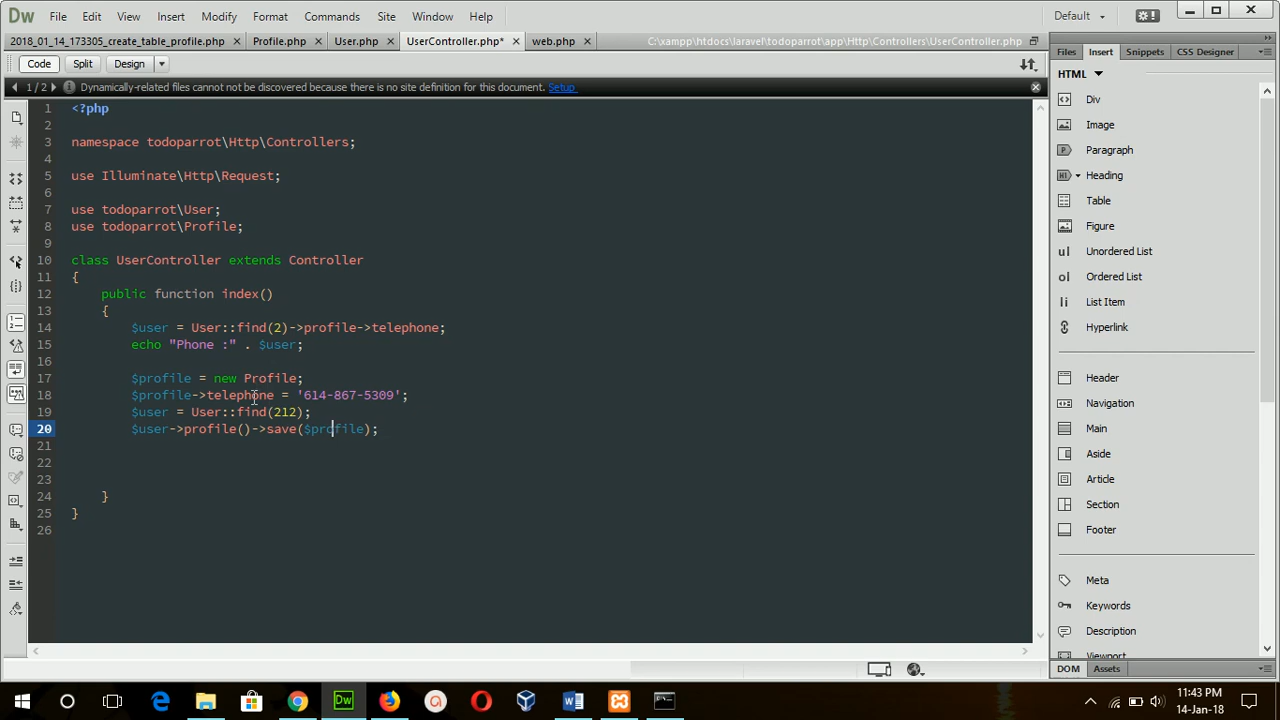 Dw File Edit View Insert Modify Format Commands Site Window Help Default
2018_01_14_173305_create_table_profile.php Profile.php User.php UserController.php* web.php C:\xampp\htdocs\laravel\todoparrot\app\Http\Controllers\UserController.php
Code Split Design
1 / 2 Dynamically-related files cannot not be discovered because there is no site definition for this document. Setup
1 <?php
2
3 namespace todoparrot\Http\Controllers;
4
5 use Illuminate\Http\Request;
6
7 use todoparrot\User;
8 use todoparrot\Profile;
9
10 class UserController extends Controller
11 {
12 public function index()
13 {
14 $user = User::find(2)->profile->telephone;
15 echo "Phone :" . $user;
16
17 $profile = new Profile;
18 $profile->telephone = '614-867-5309';
19 $user = User::find(212);
20 $user->profile()->save($profile);
21
22
23
24 }
25 }
26
Files Insert Snippets CSS Designer
HTML
Div
Image
Paragraph
Heading
Table
Figure
ul Unordered List
ol Ordered List
li List Item
Hyperlink
Header
Navigation
Main
Aside
Article
Section
Footer
Meta
Keywords
Description
Viewport
DOM Assets
Dw
11:43 PM
14-Jan-18